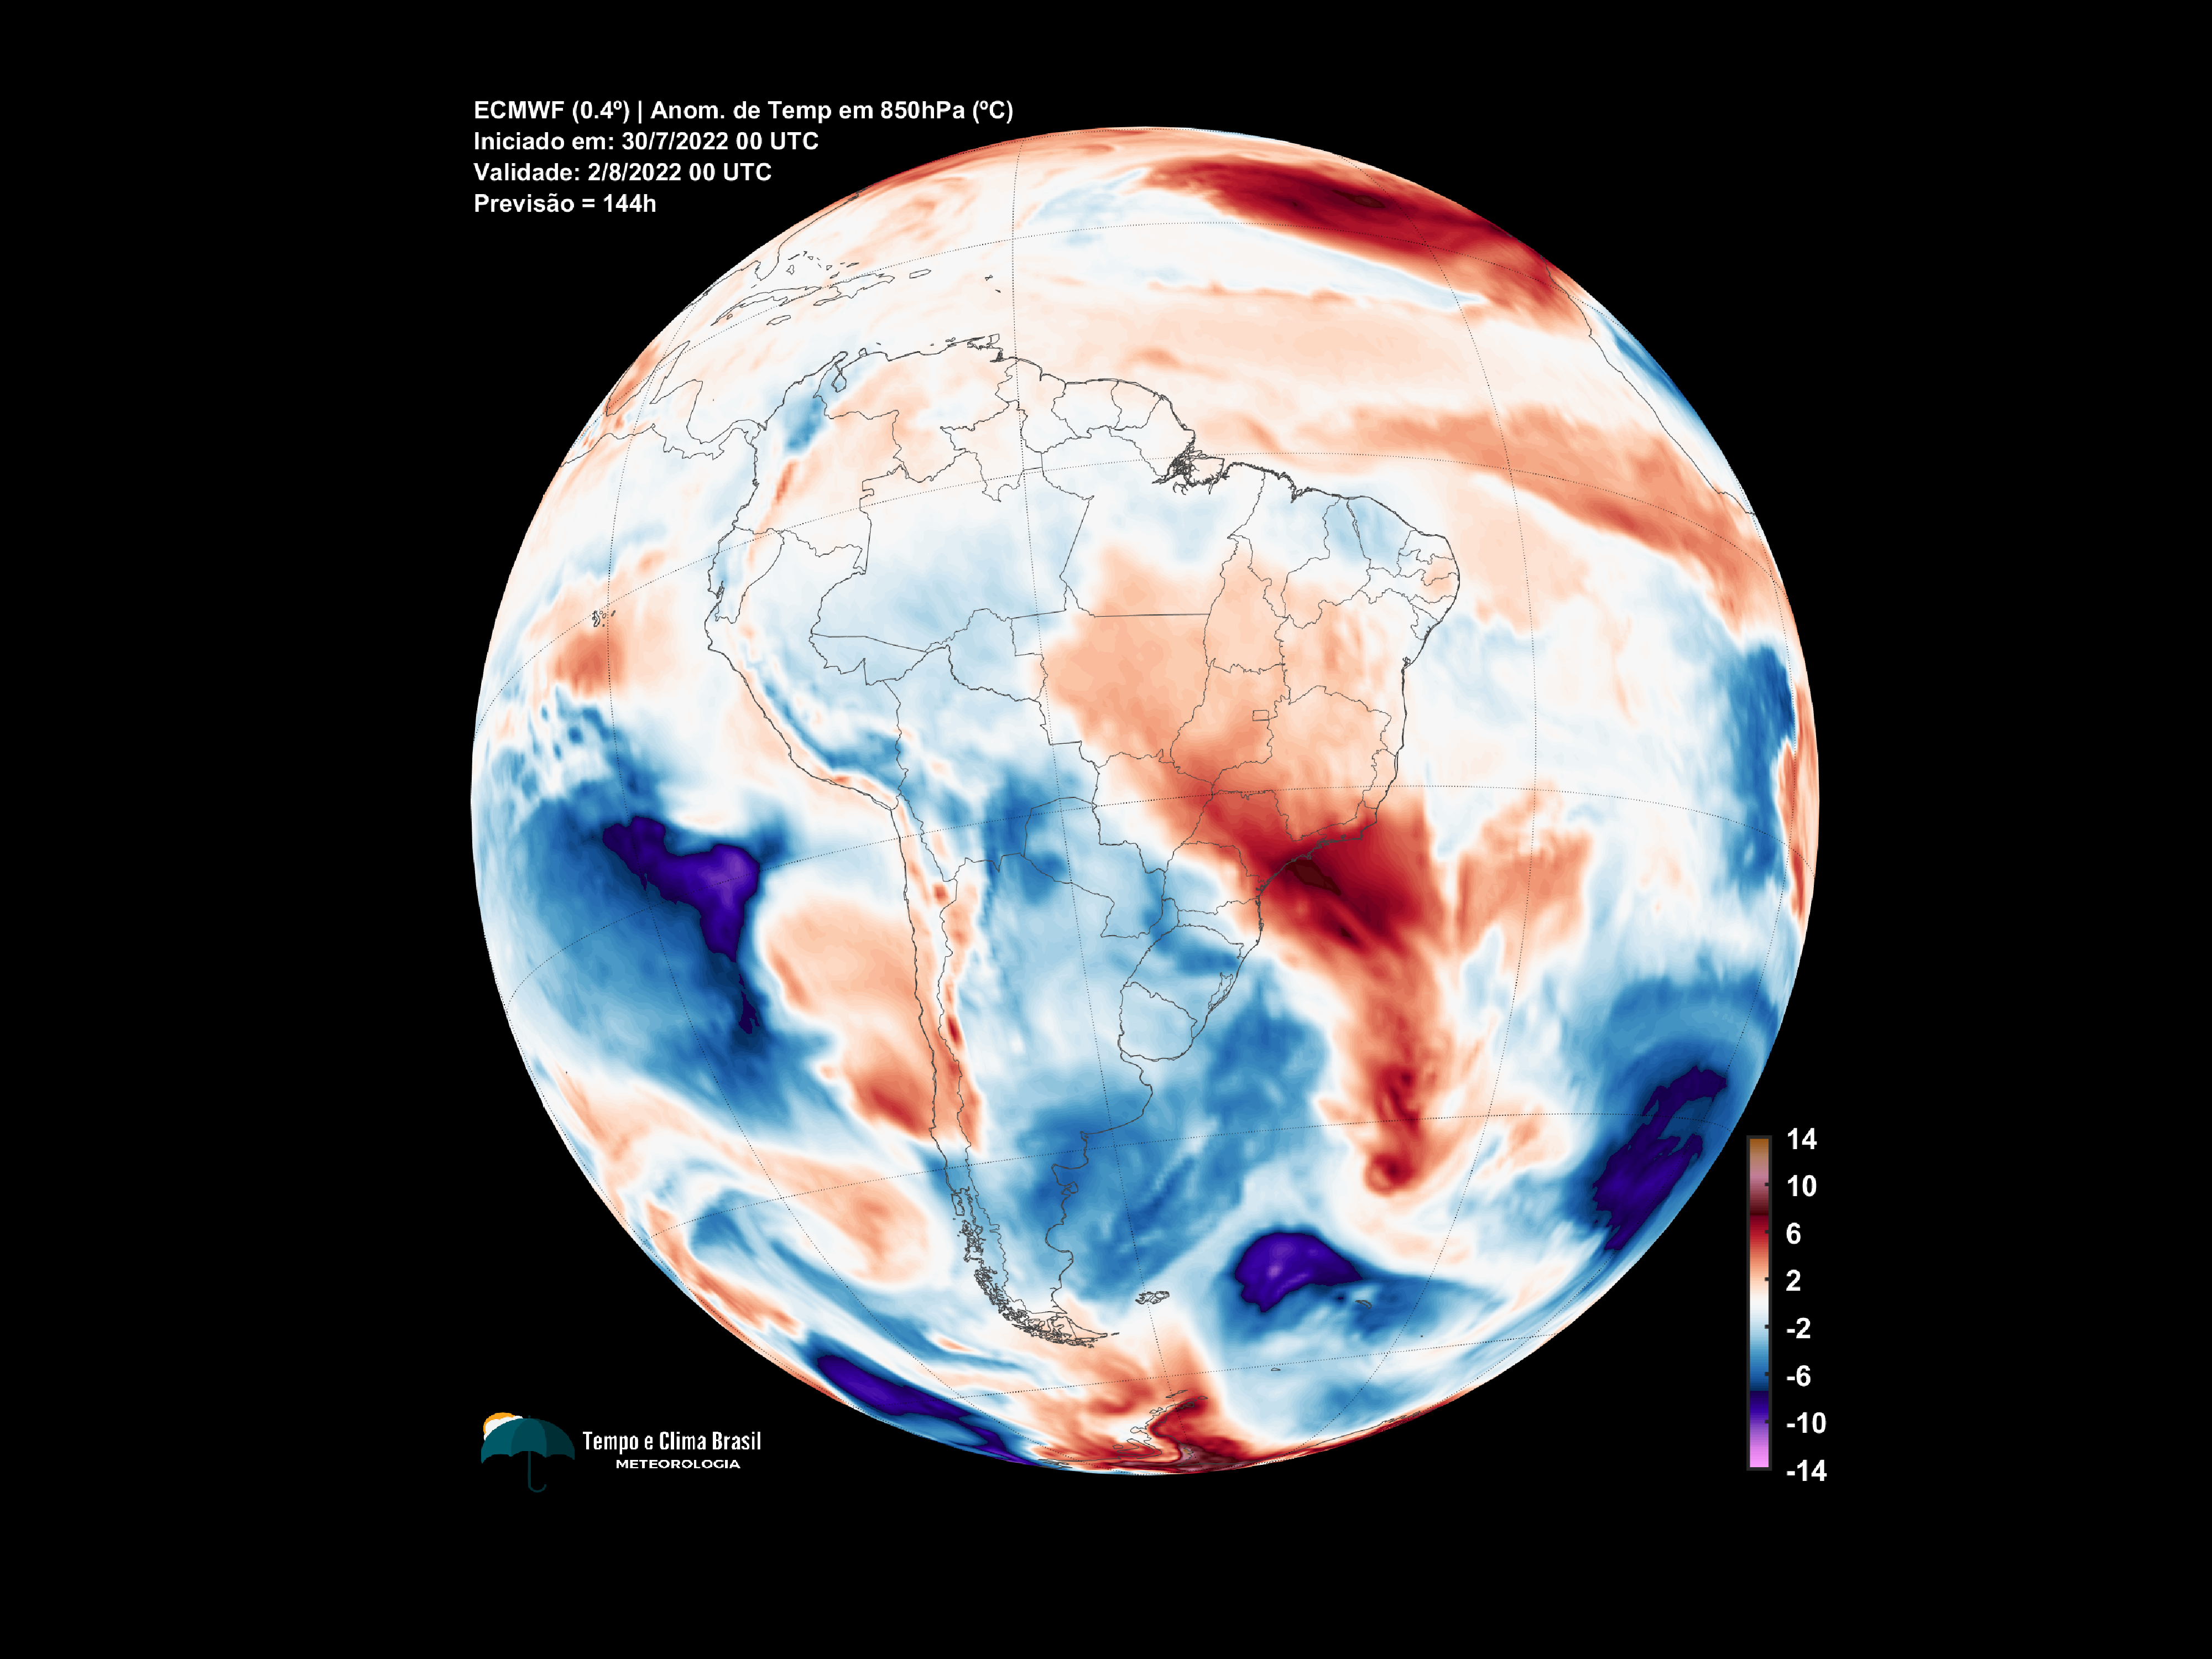 ECMWF (0.4º) | Anom. de Temp em 850hPa (ºC)
Iniciado em: 30/7/2022 00 UTC
Validade: 2/8/2022 00 UTC
Previsão = 144h
14
10
6
2
-2
-6
-10
-14
Tempo e Clima Brasil
METEOROLOGIA